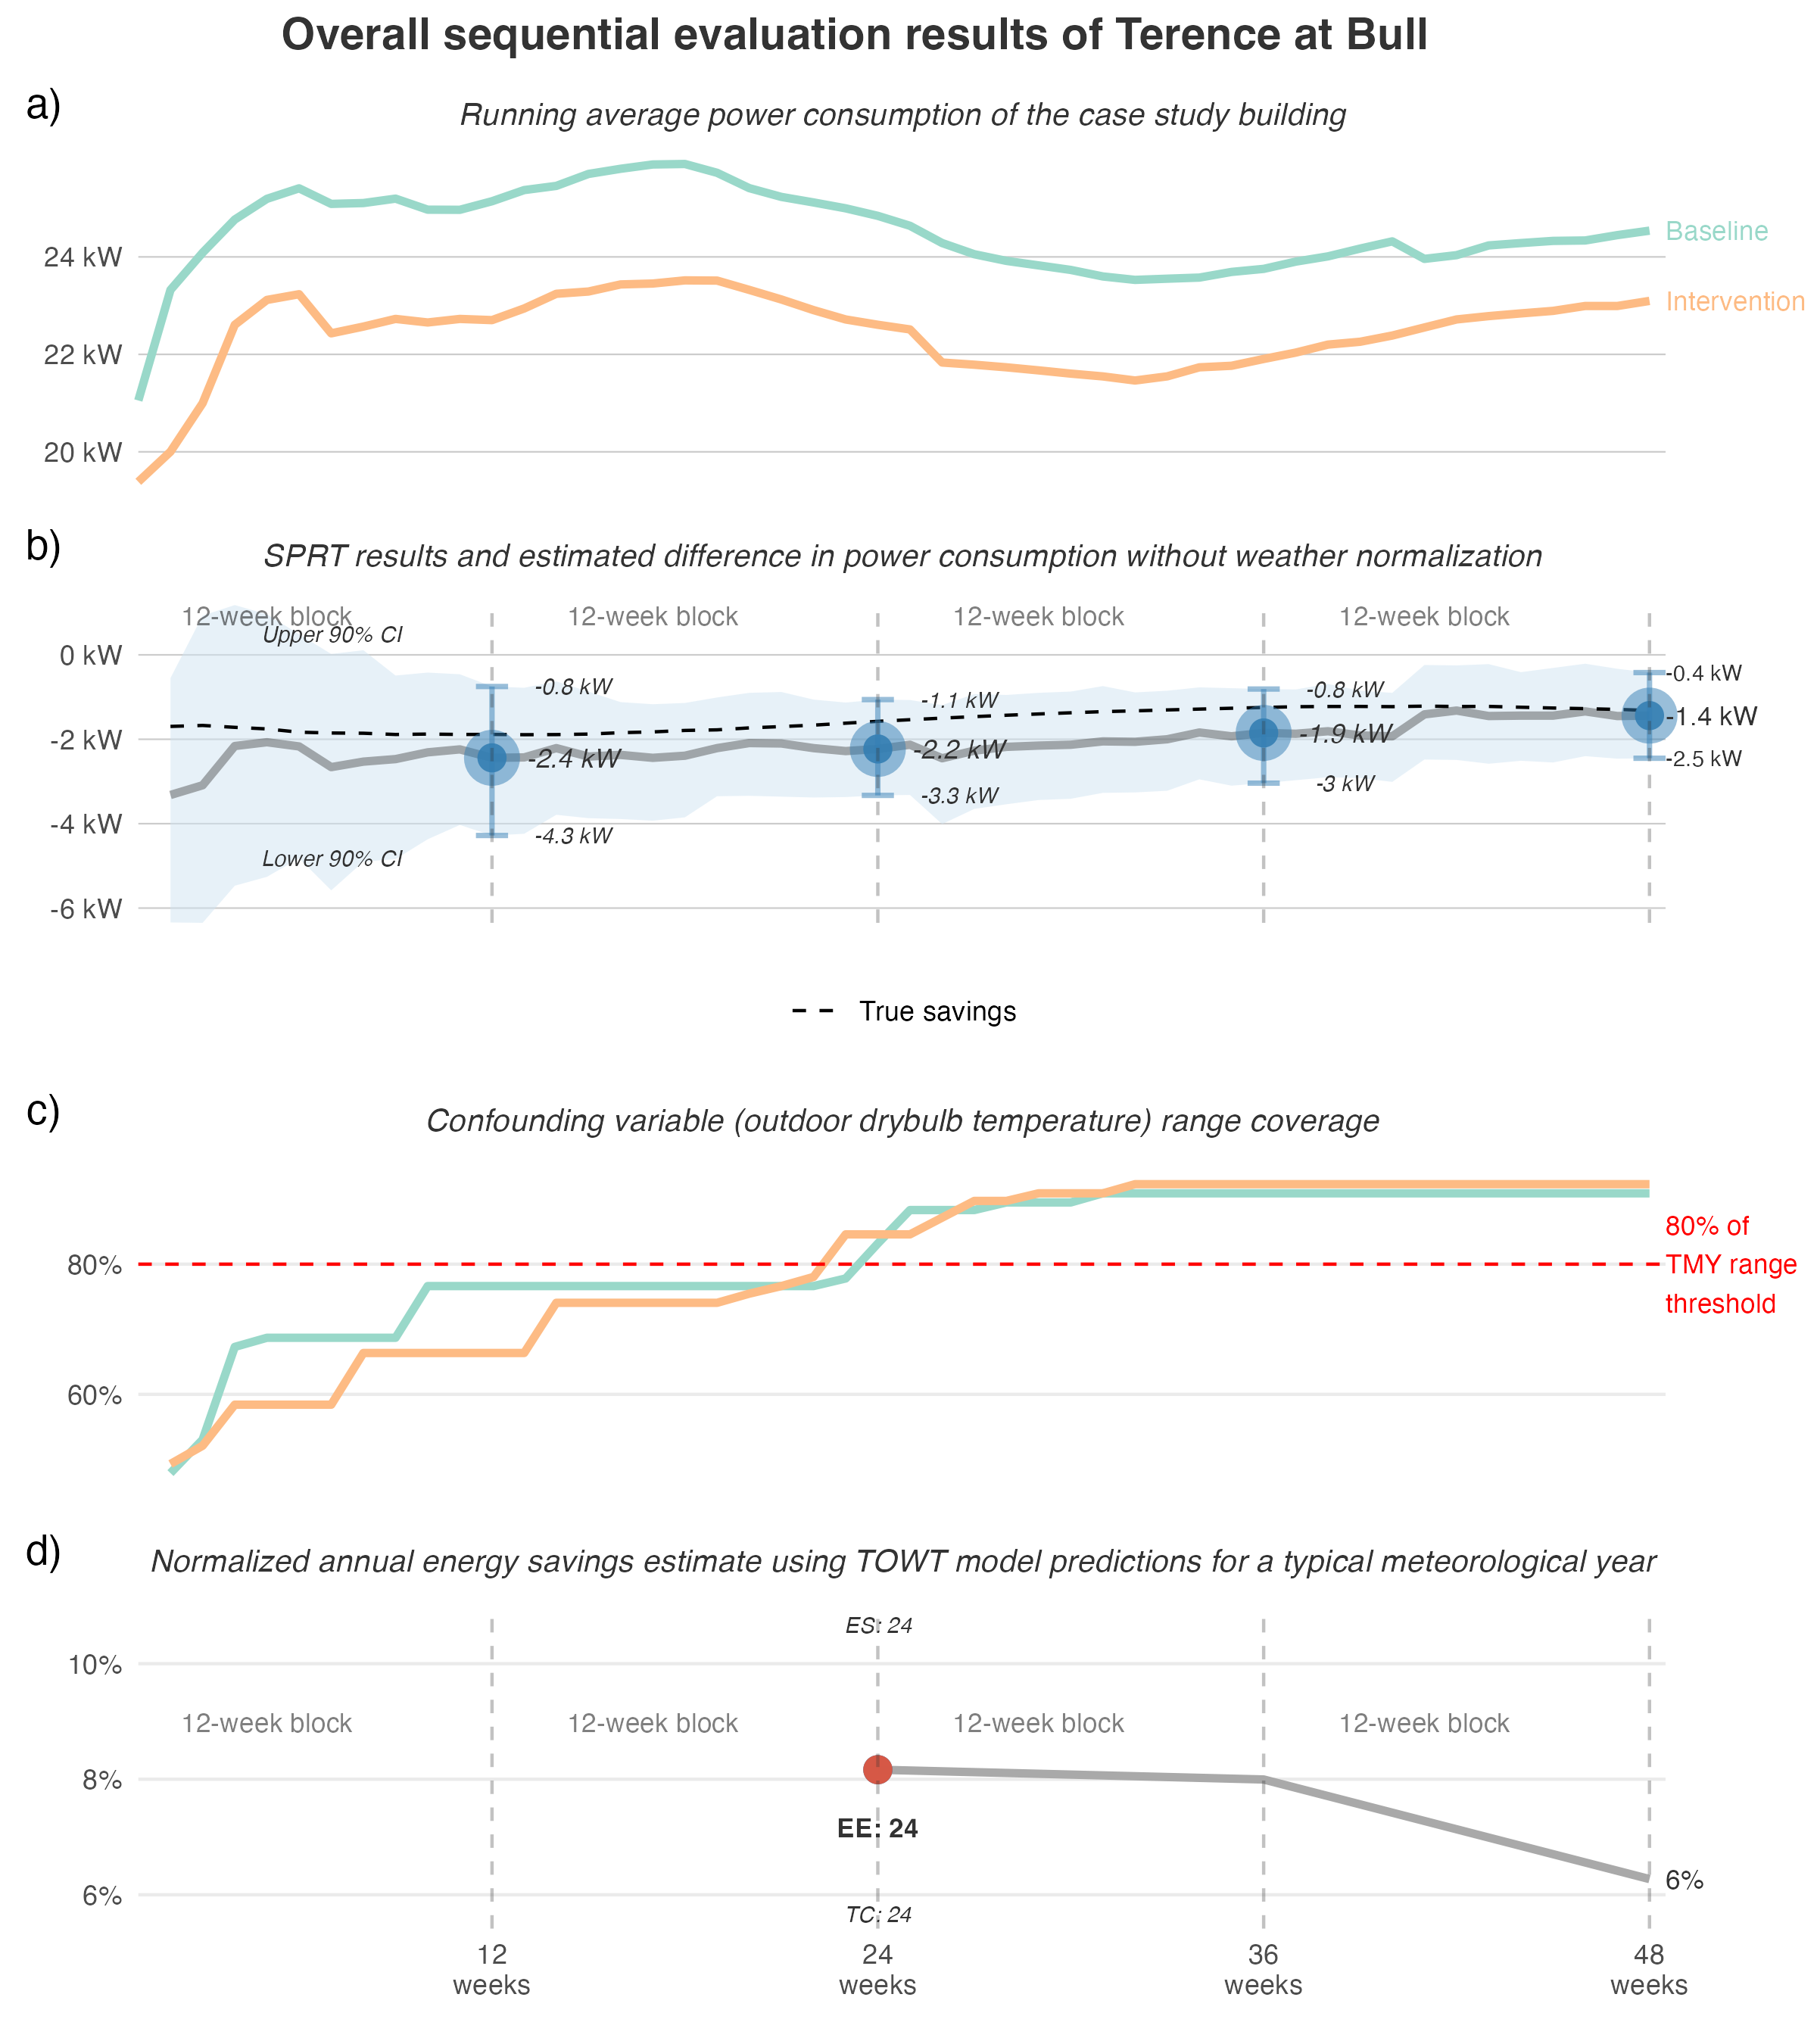 Overall sequential evaluation results of Terence at Bull
a)
Running average power consumption of the case study building
24 kW
22 kW
20 kW
Baseline
Intervention
b)
SPRT results and estimated difference in power consumption without weather normalization
12-week block
12-week block
12-week block
12-week block
Upper 90% CI
0 kW
-2 kW
-4 kW
-6 kW
-0.8 kW
-1.1 kW
-0.8 kW
-0.4 kW
-2.4 kW
-2.2 kW
-1.9 kW
-1.4 kW
-4.3 kW
-3.3 kW
-3 kW
-2.5 kW
Lower 90% CI
True savings
c)
Confounding variable (outdoor drybulb temperature) range coverage
80%
60%
80% of
TMY range
threshold
d)
Normalized annual energy savings estimate using TOWT model predictions for a typical meteorological year
ES: 24
10%
12-week block
12-week block
12-week block
12-week block
8%
EE: 24
6%
6%
TC: 24
12
weeks
24
weeks
36
weeks
48
weeks